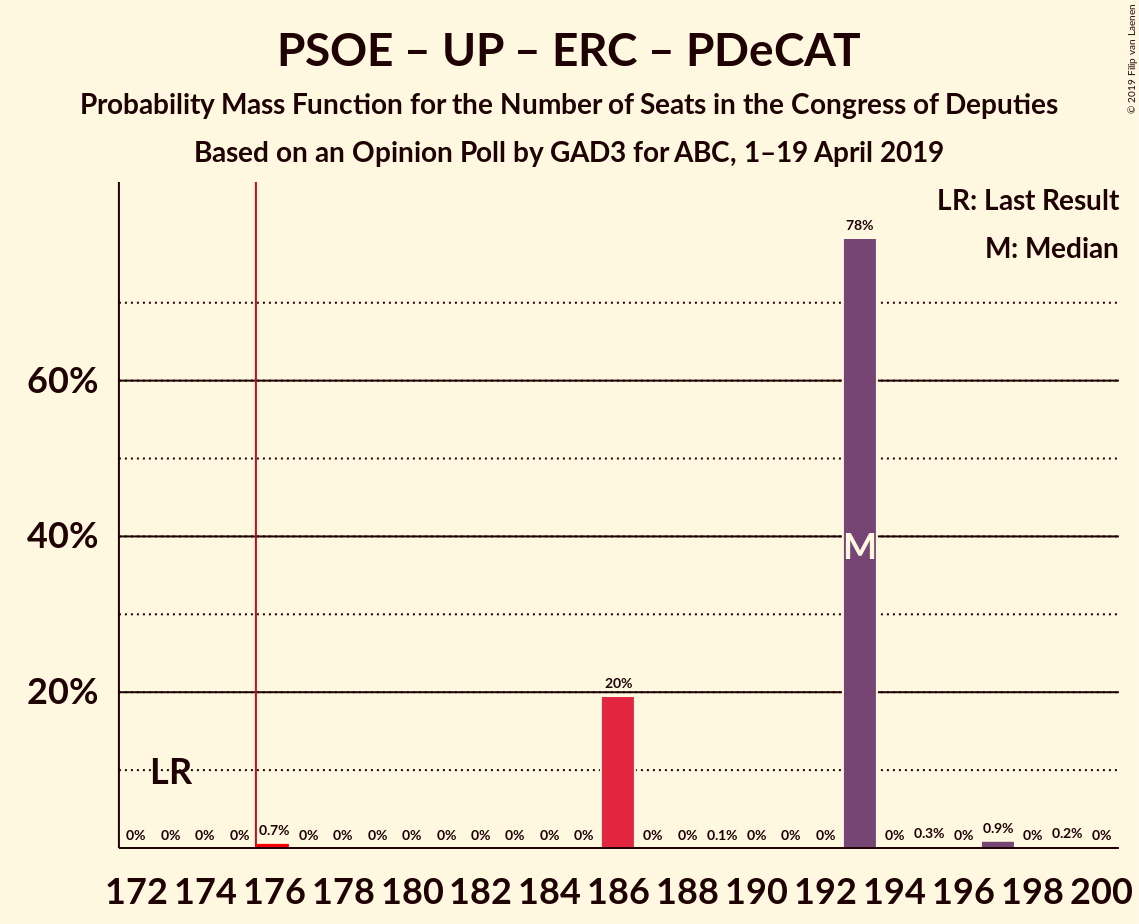 PSOE – UP – ERC – PDeCAT
Probability Mass Function for the Number of Seats in the Congress of Deputies
Based on an Opinion Poll by GAD3 for ABC, 1–19 April 2019
© 2019 Filip van Laenen
LR: Last Result
M: Median
78%
60%
40%
M
20%
20%
LR
0% 0% 0% 0% 0.7% 0% 0% 0% 0% 0% 0% 0% 0% 0% 0% 0.1% 0% 0% 0% 0% 0.3% 0% 0.9% 0% 0.2% 0%
172 174 176 178 180 182 184 186 188 190 192 194 196 198 200